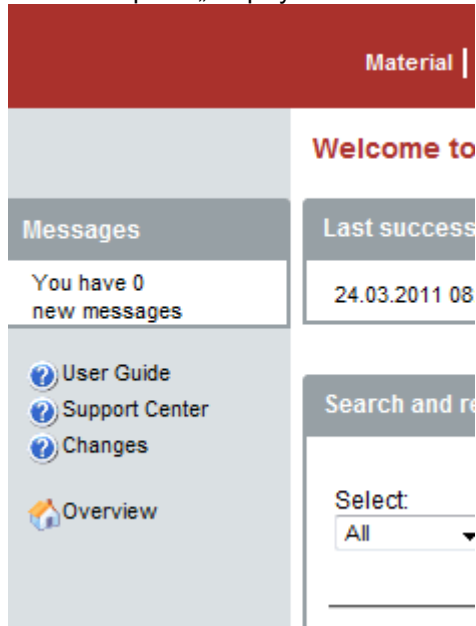 Material |
Welcome to
Messages
Last success
You have 0
new messages
24.03.2011 08
User Guide
Support Center
Changes
Search and re
Overview
Select:
All